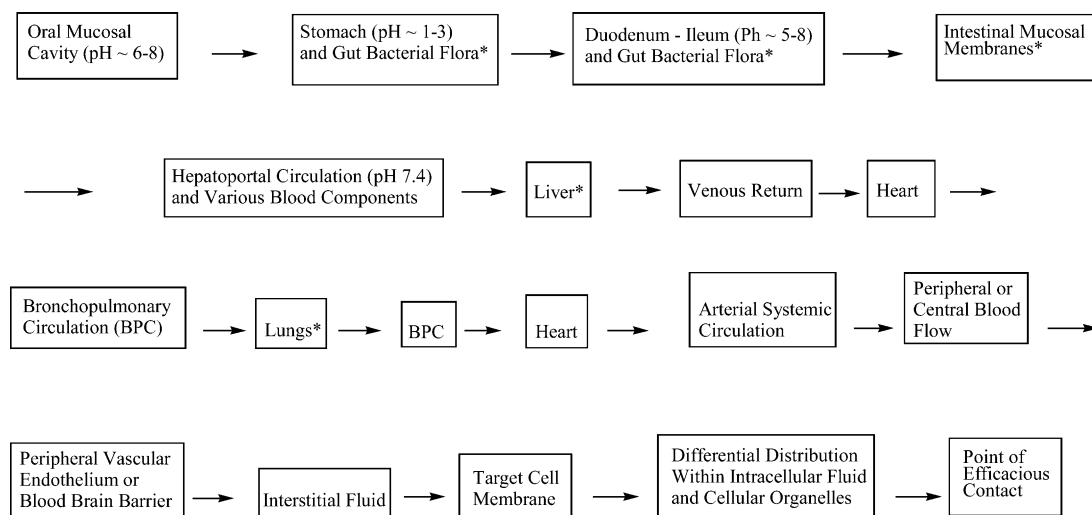 Oral Mucosal
Cavity (pH ~ 6-8)
Stomach (pH ~ 1-3)
and Gut Bacterial Flora*
Duodenum - Ileum (Ph ~ 5-8)
and Gut Bacterial Flora*
Intestinal Mucosal
Membranes*
Hepatoportal Circulation (pH 7.4)
and Various Blood Components
Liver*
Venous Return
Heart
Bronchopulmonary
Circulation (BPC)
Lungs*
BPC
Heart
Arterial Systemic
Circulation
Peripheral or
Central Blood
Flow
Peripheral Vascular
Endothelium or
Blood Brain Barrier
Interstitial Fluid
Target Cell
Membrane
Differential Distribution
Within Intracellular Fluid
and Cellular Organelles
Point of
Efficacious
Contact